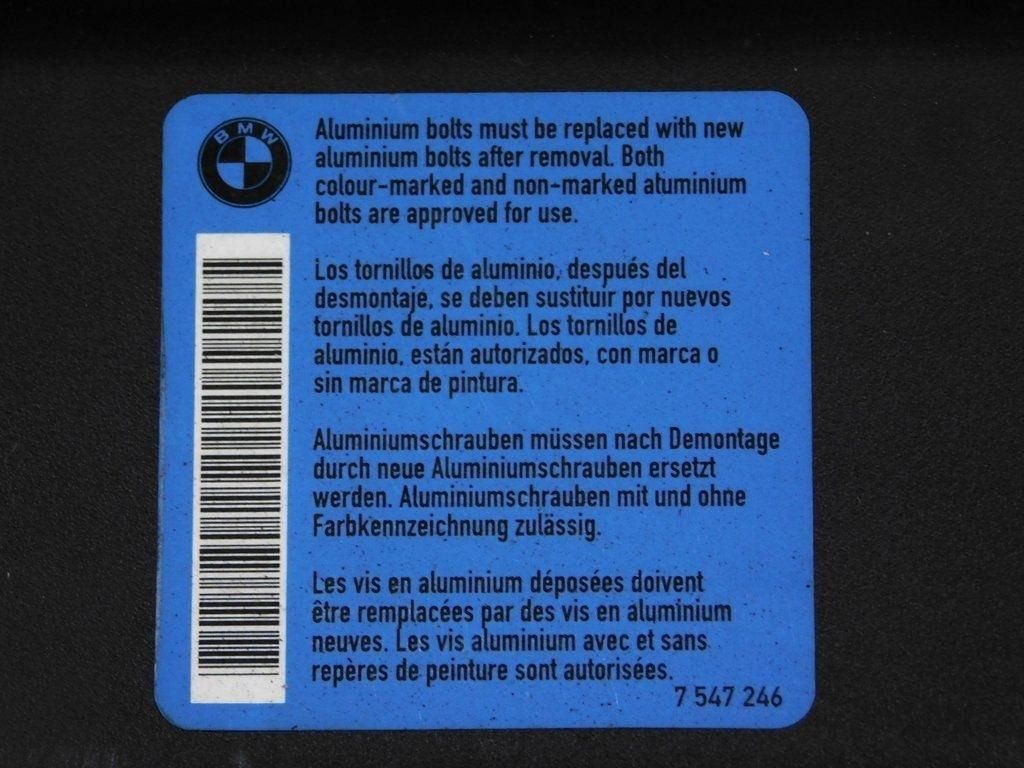 BMW
Aluminium bolts must be replaced with new
aluminium bolts after removal. Both
colour-marked and non-marked aluminium
bolts are approved for use.
Los tornillos de aluminio, después del
desmontaje, se deben sustituir por nuevos
tornillos de aluminio. Los tornillos de
aluminio, están autorizados, con marca o
sin marca de pintura.
Aluminiumschrauben müssen nach Demontage
durch neue Aluminiumschrauben ersetzt
werden. Aluminiumschrauben mit und ohne
Farbkennzeichnung zulässig.
Les vis en aluminium déposées doivent
être remplacées par des vis en aluminium
neuves. Les vis aluminium avec et sans
repères de peinture sont autorisées.
7 547 246